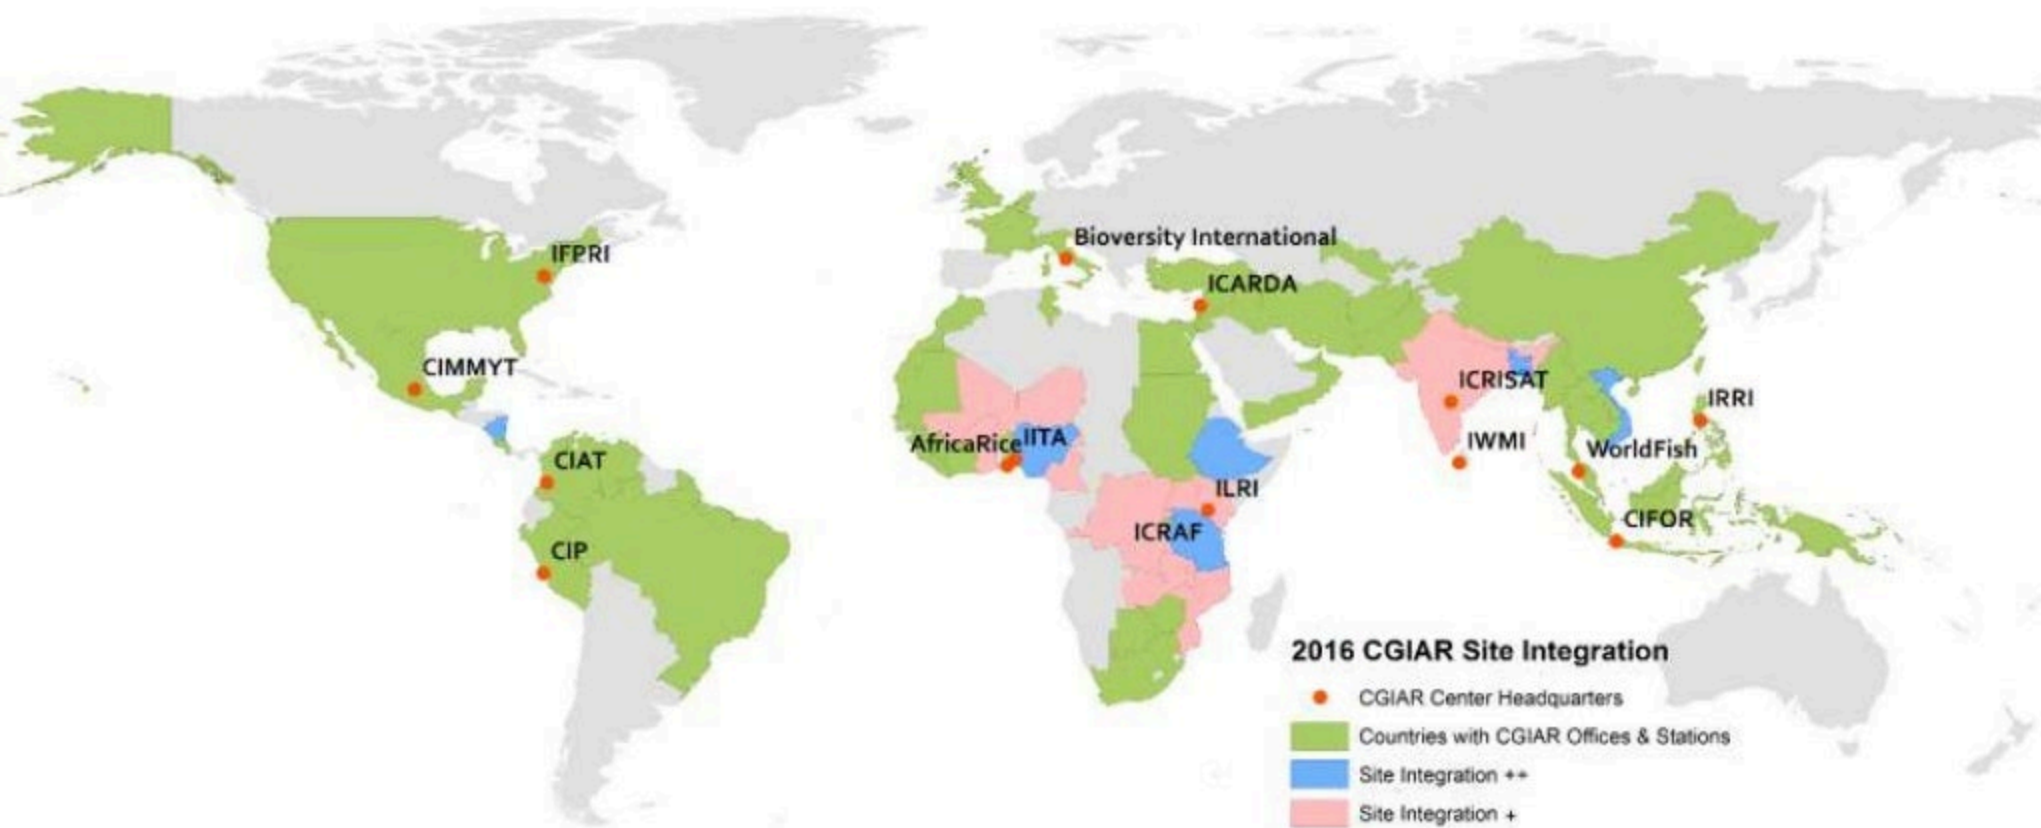 IFPRI
CIMMYT
CIAT
CIP
Bioversity International
ICARDA
AfricaRice
IITA
ILRI
ICRAF
ICRISAT
IWMI
IRRI
WorldFish
CIFOR
2016 CGIAR Site Integration
CGIAR Center Headquarters
Countries with CGIAR Offices & Stations
Site Integration ++
Site Integration +